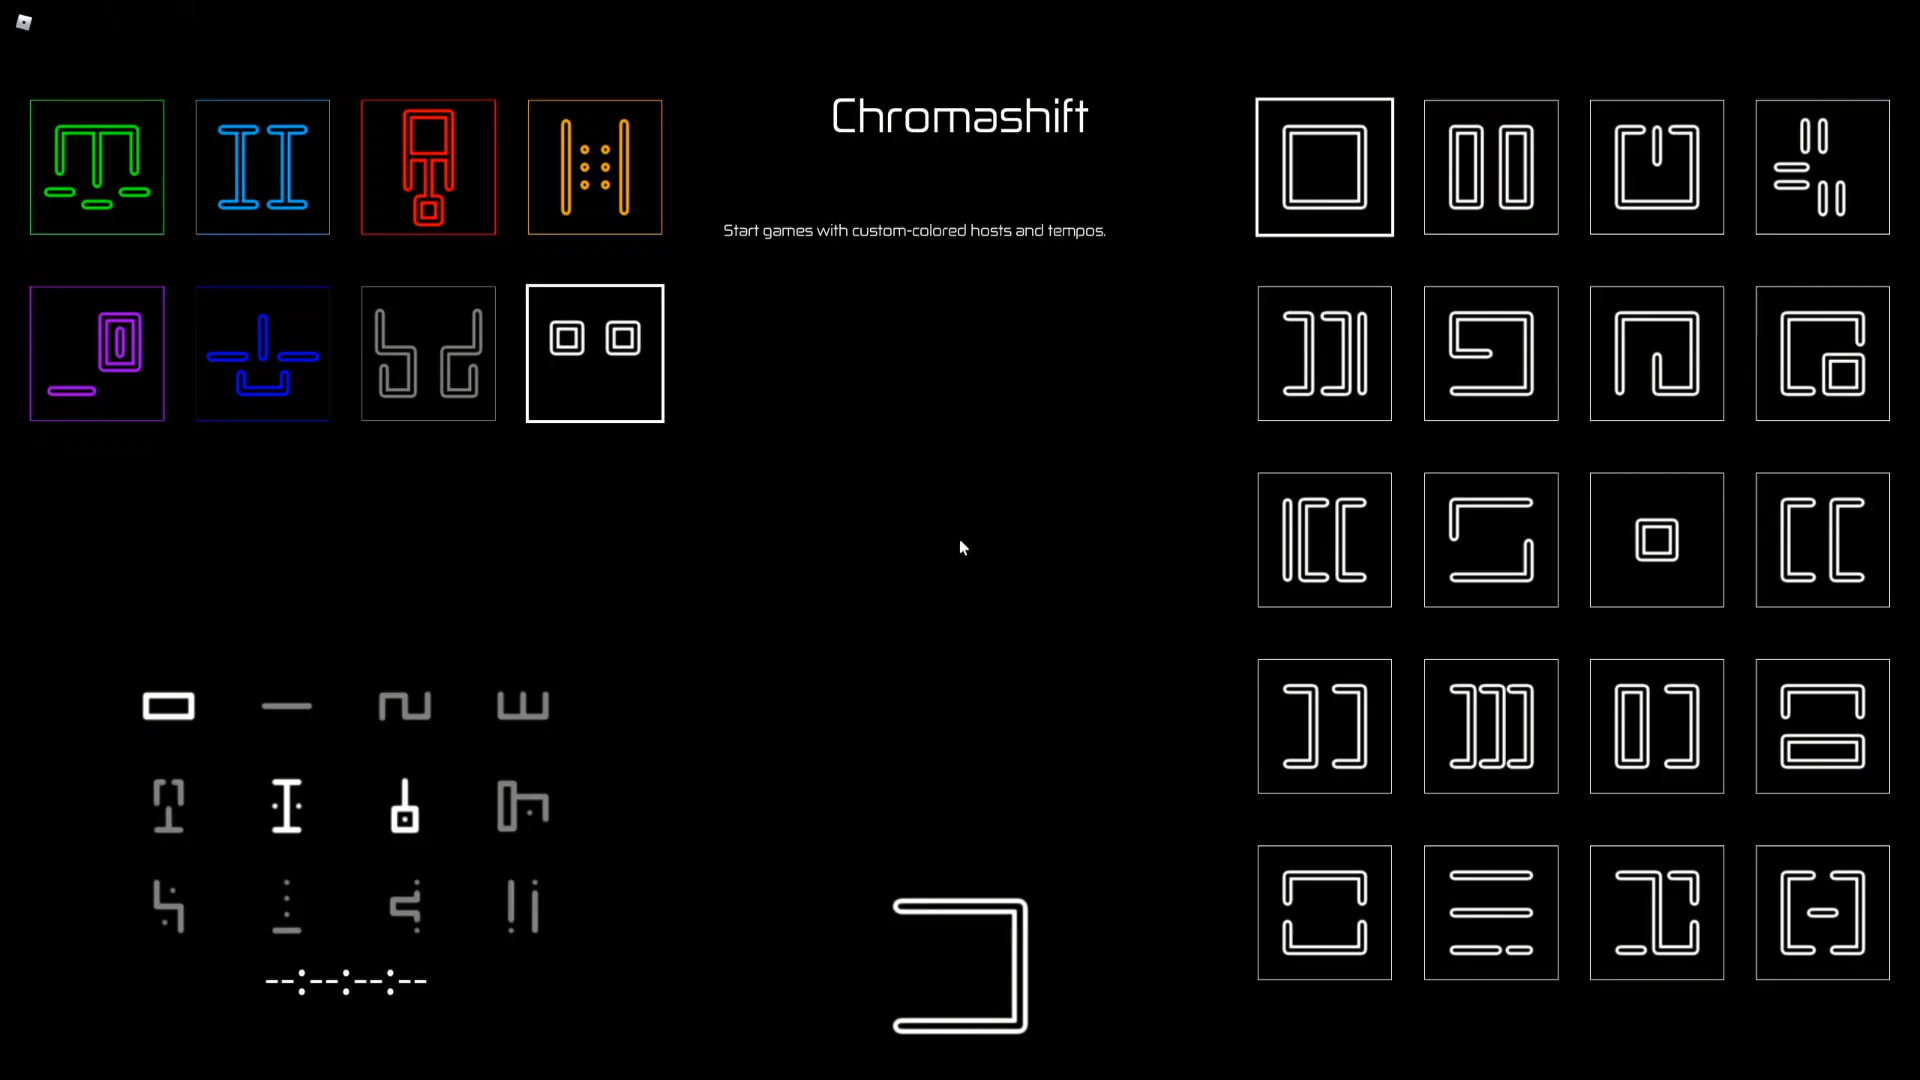 Chromashift
Start games with custom-colored hosts and tempos.
--:--:--:--